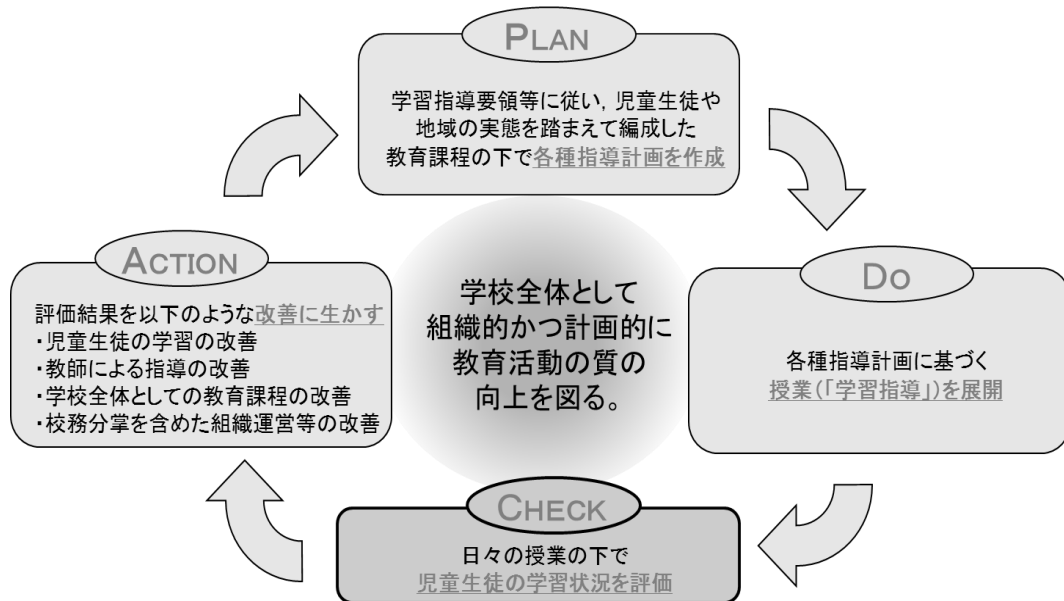 PLAN
学習指導要領等に従い，児童生徒や
地域の実態を踏まえて編成した
教育課程の下で各種指導計画を作成
DO
各種指導計画に基づく
授業（「学習指導」）を展開
CHECK
日々の授業の下で
児童生徒の学習状況を評価
ACTION
評価結果を以下のような改善に生かす
・児童生徒の学習の改善
・教師による指導の改善
・学校全体としての教育課程の改善
・校務分掌を含めた組織運営等の改善
学校全体として
組織的かつ計画的に
教育活動の質の
向上を図る。